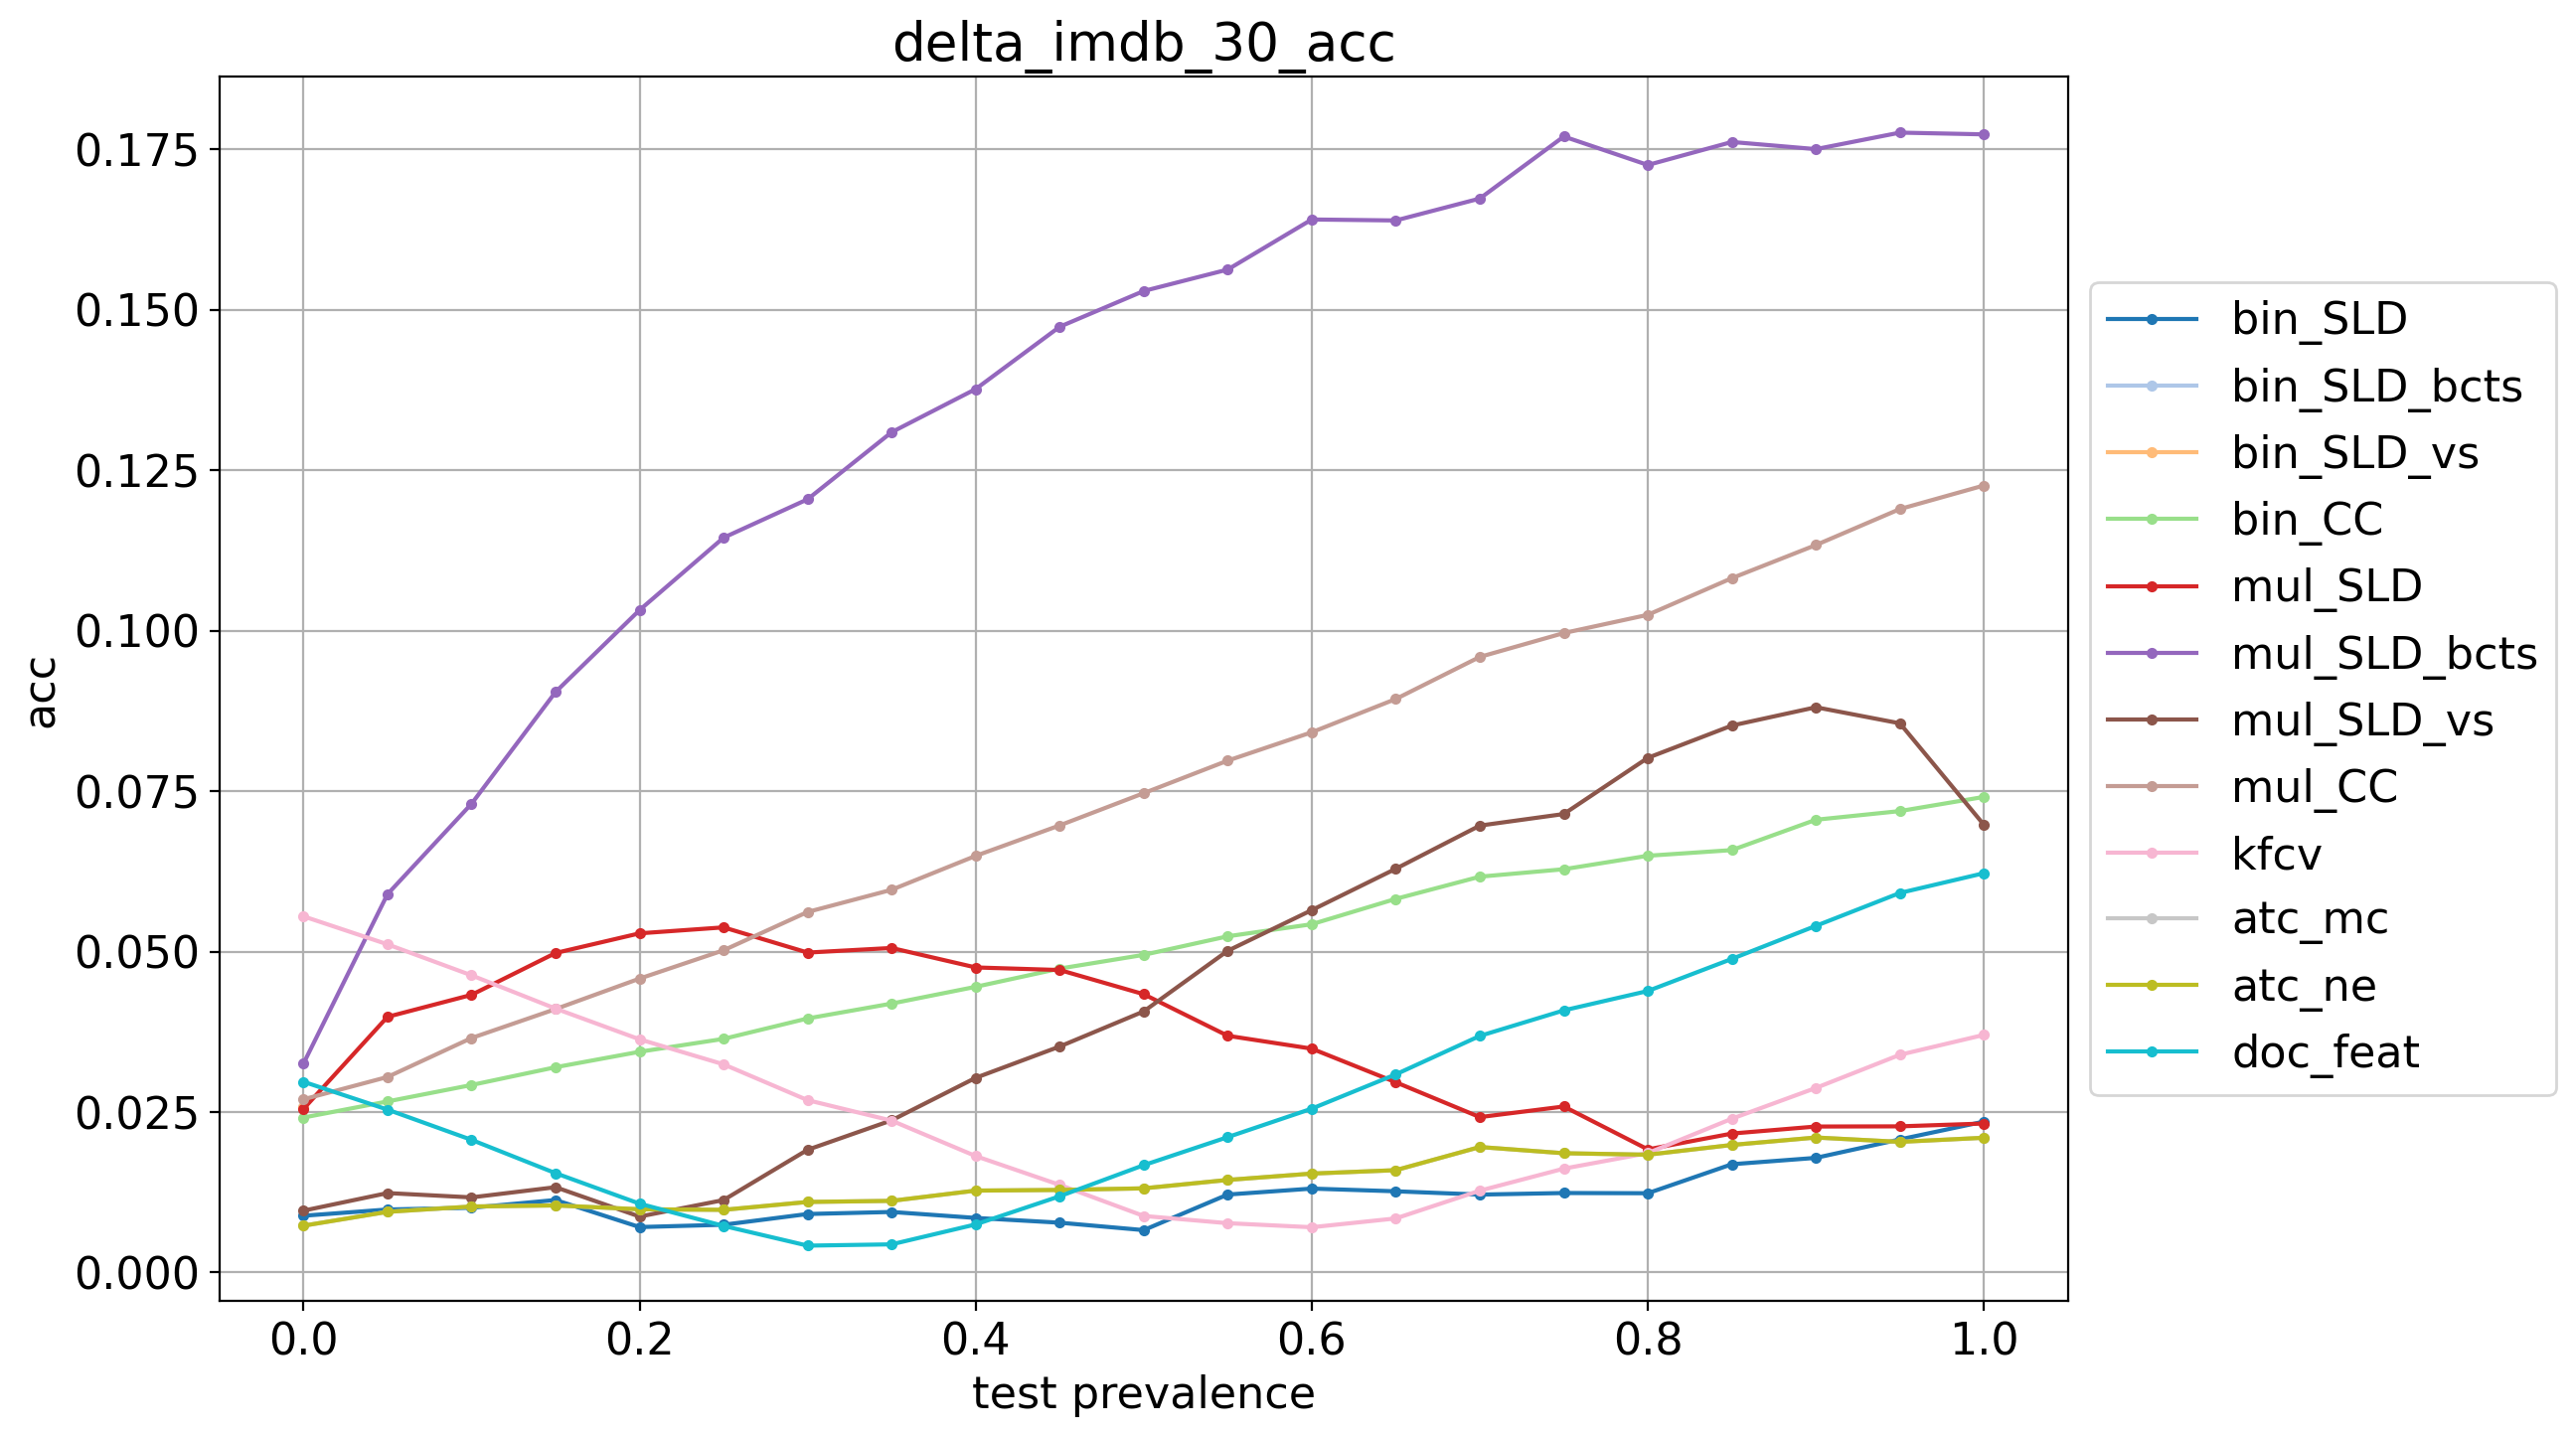 delta_imdb_30_acc
acc
0.175
0.150
0.125
0.100
0.075
0.050
0.025
0.000
0.0 0.2 0.4 0.6 0.8 1.0
test prevalence
bin_SLD
bin_SLD_bcts
bin_SLD_vs
bin_CC
mul_SLD
mul_SLD_bcts
mul_SLD_vs
mul_CC
kfcv
atc_mc
atc_ne
doc_feat